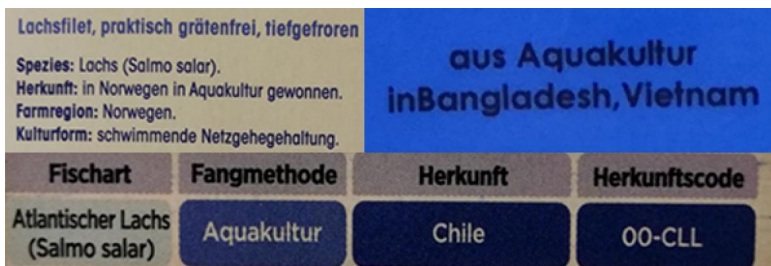 Lachsfilet, praktisch grätenfrei, tiefgefroren
Spezies: Lachs (Salmo salar).
Herkunft: in Norwegen in Aquakultur gewonnen.
Farmregion: Norwegen.
Kulturform: schwimmende Netzgehegehaltung.
aus Aquakultur
inBangladesh,Vietnam
Fischart Fangmethode Herkunft Herkunftscode
Atlantischer Lachs
(Salmo salar) Aquakultur Chile 00-CLL